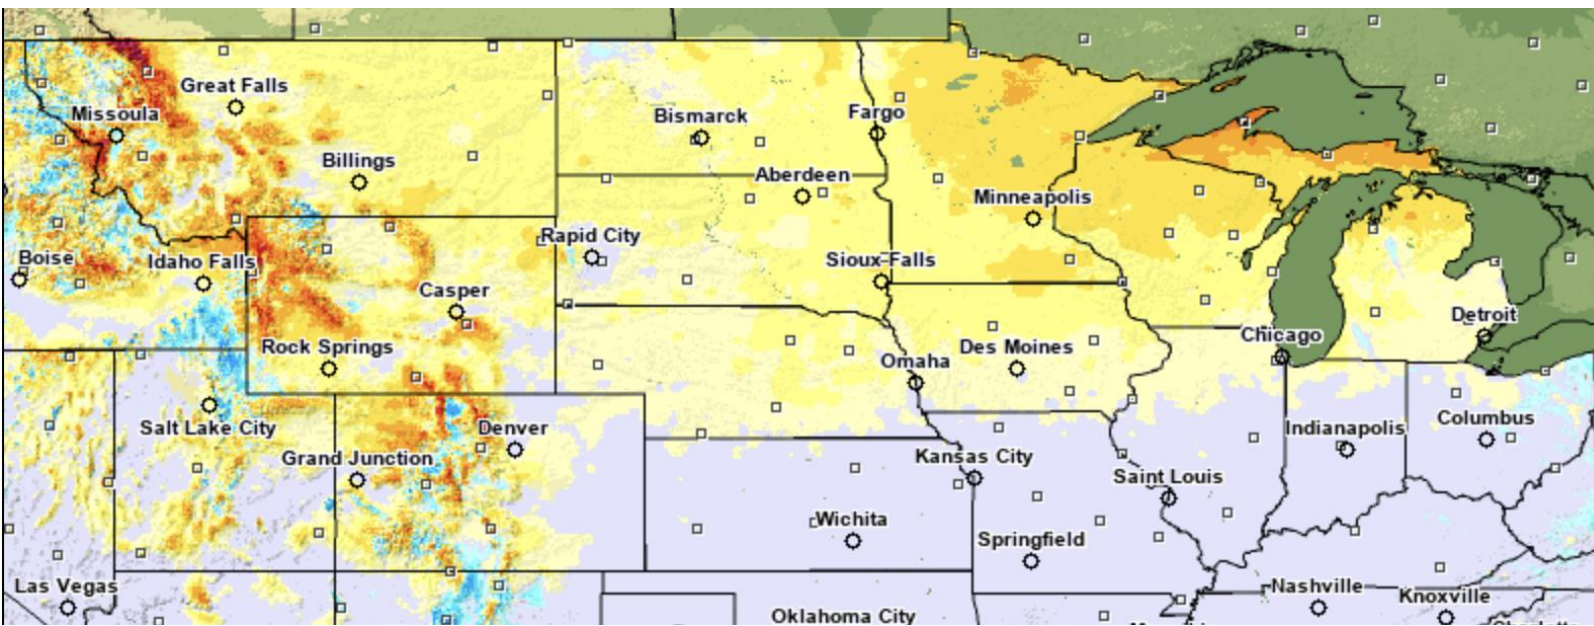 Great Falls
Missoula
Bismarck
Fargo
Billings
Aberdeen
Minneapolis
Rapid City
Boise
Idaho Falls
Sioux Falls
Casper
Detroit
Chicago
Rock Springs
Des Moines
Omaha
Salt Lake City
Denver
Columbus
Indianapolis
Grand Junction
Kansas City
Saint Louis
Wichita
Springfield
Las Vegas
Nashville
Knoxville
Oklahoma City